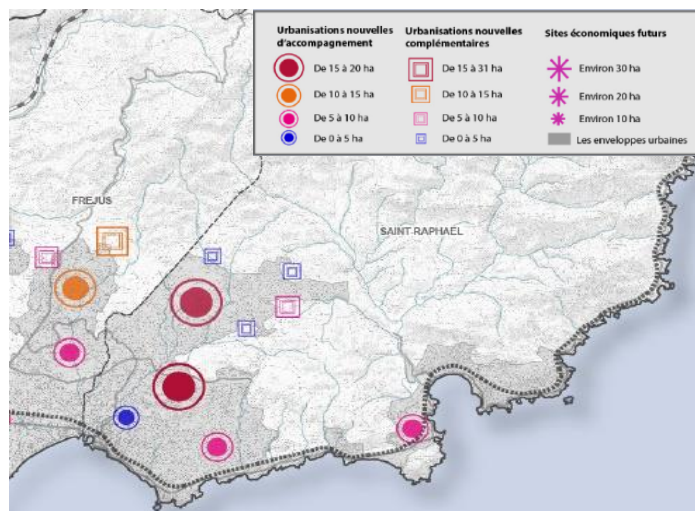 Urbanisations nouvelles
d'accompagnement
De 15 à 20 ha
De 10 à 15 ha
De 5 à 10 ha
De 0 à 5 ha
Urbanisations nouvelles
complémentaires
De 15 à 31 ha
De 10 à 15 ha
De 5 à 10 ha
De 0 à 5 ha
Sites économiques futurs
Environ 30 ha
Environ 20 ha
Environ 10 ha
Les enveloppes urbaines
FREJUS
SAINT-RAPHAËL